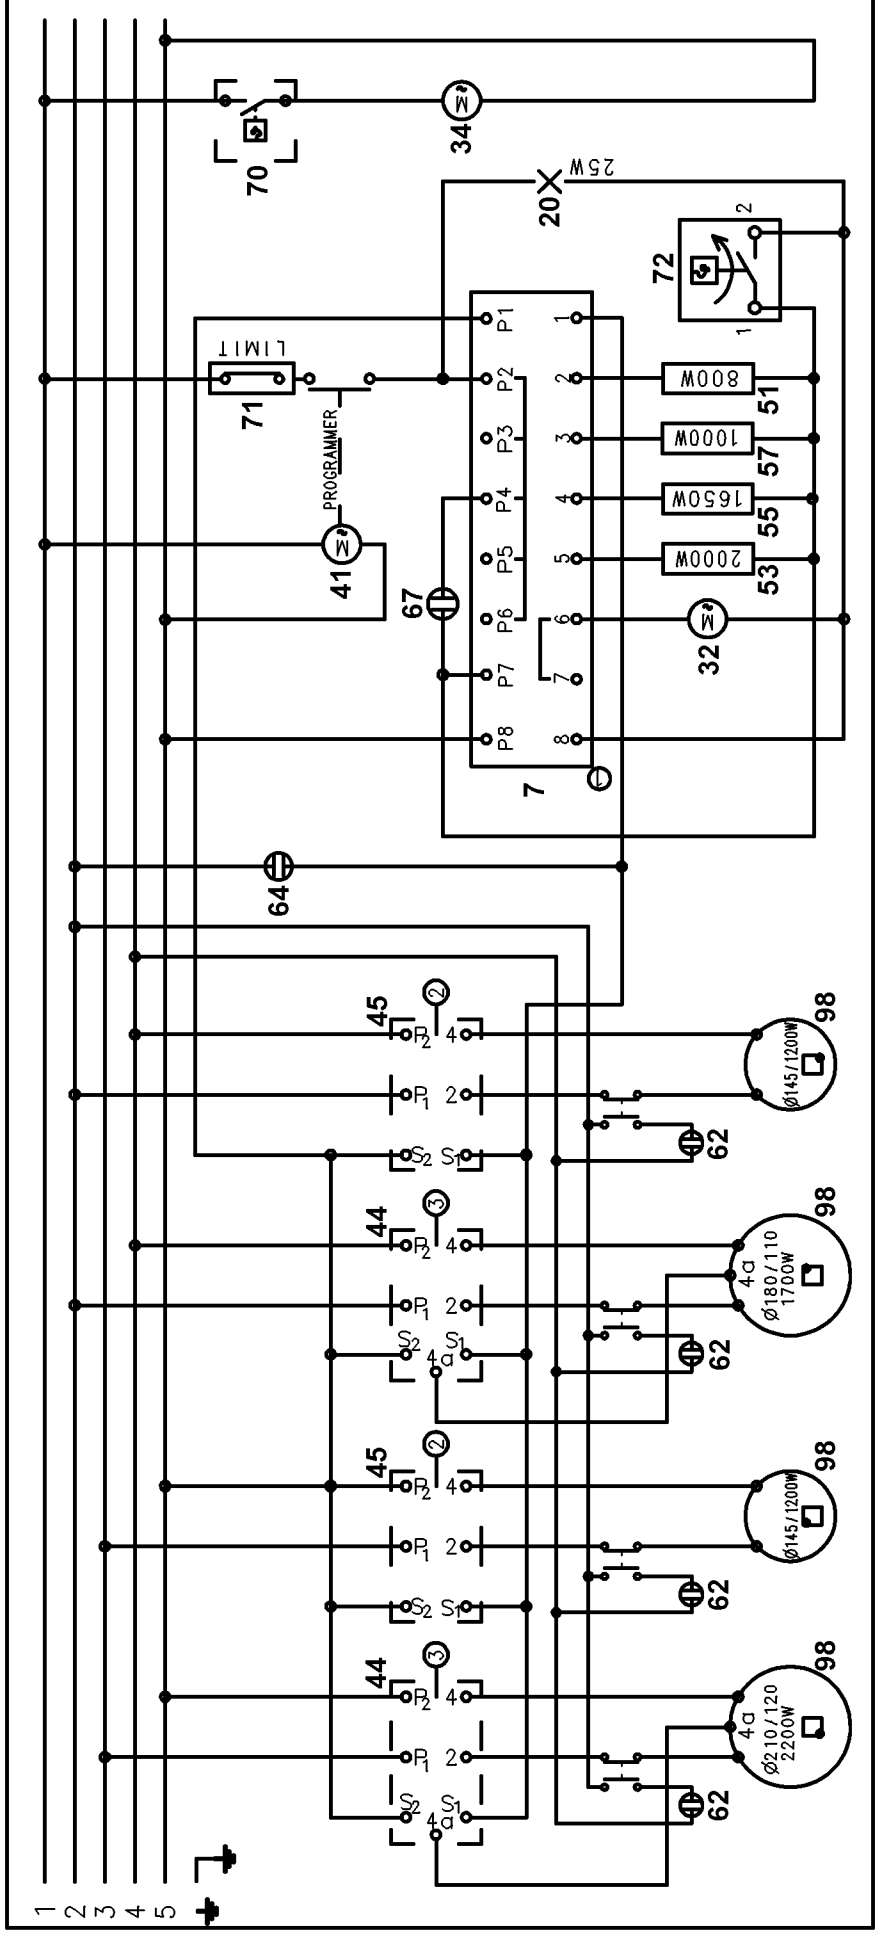 1
2
3
4
5
70
M
34
25W
20
72
1
2
LIMIT
71
PROGRAMMER
M
41
67
P1
P2
P3
P4
P5
P6
P7
P8
1
2
3
4
5
6
7
8
7
1
800W
51
1000W
57
1650W
55
2000W
53
M
32
64
45
2
P2 4
P1 2
S2 S1
62
Ø145/1200W
98
44
3
P2 4
P1 2
S2 S1
4a
62
4a
Ø180/110
1700W
98
45
2
P2 4
P1 2
S2 S1
62
Ø145/1200W
98
44
3
P2 4
P1 2
S2 S1
4a
62
4a
Ø210/120
2200W
98